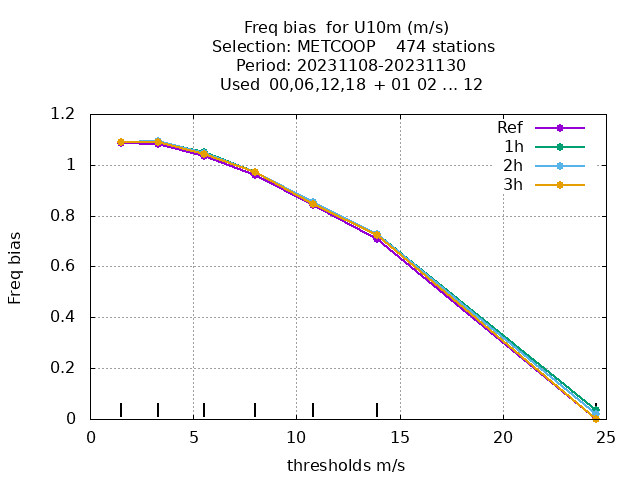 Freq bias  for U10m (m/s)
Selection: METCOOP    474 stations
Period: 20231108-20231130
Used  00,06,12,18  + 01 02 ... 12
Ref
1h
2h
3h
1.2
1
0.8
0.6
0.4
0.2
0
Freq bias
0 5 10 15 20 25
thresholds m/s